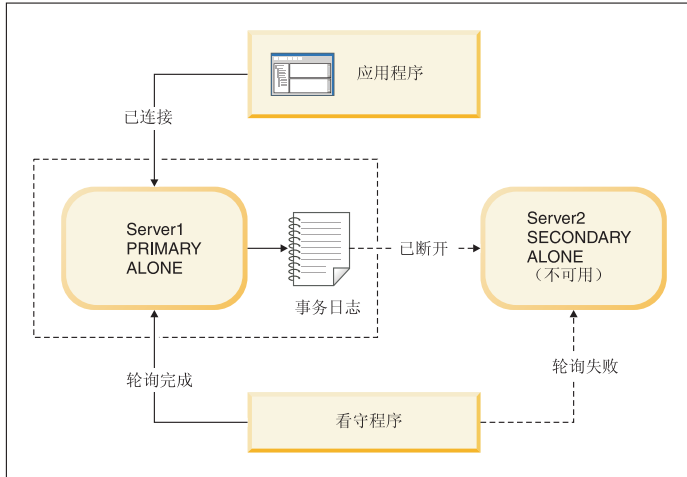 应用程序
已连接
Server1
PRIMARY
ALONE
事务日志
已断开
Server2
SECONDARY
ALONE
（不可用）
轮询完成
轮询失败
看守程序